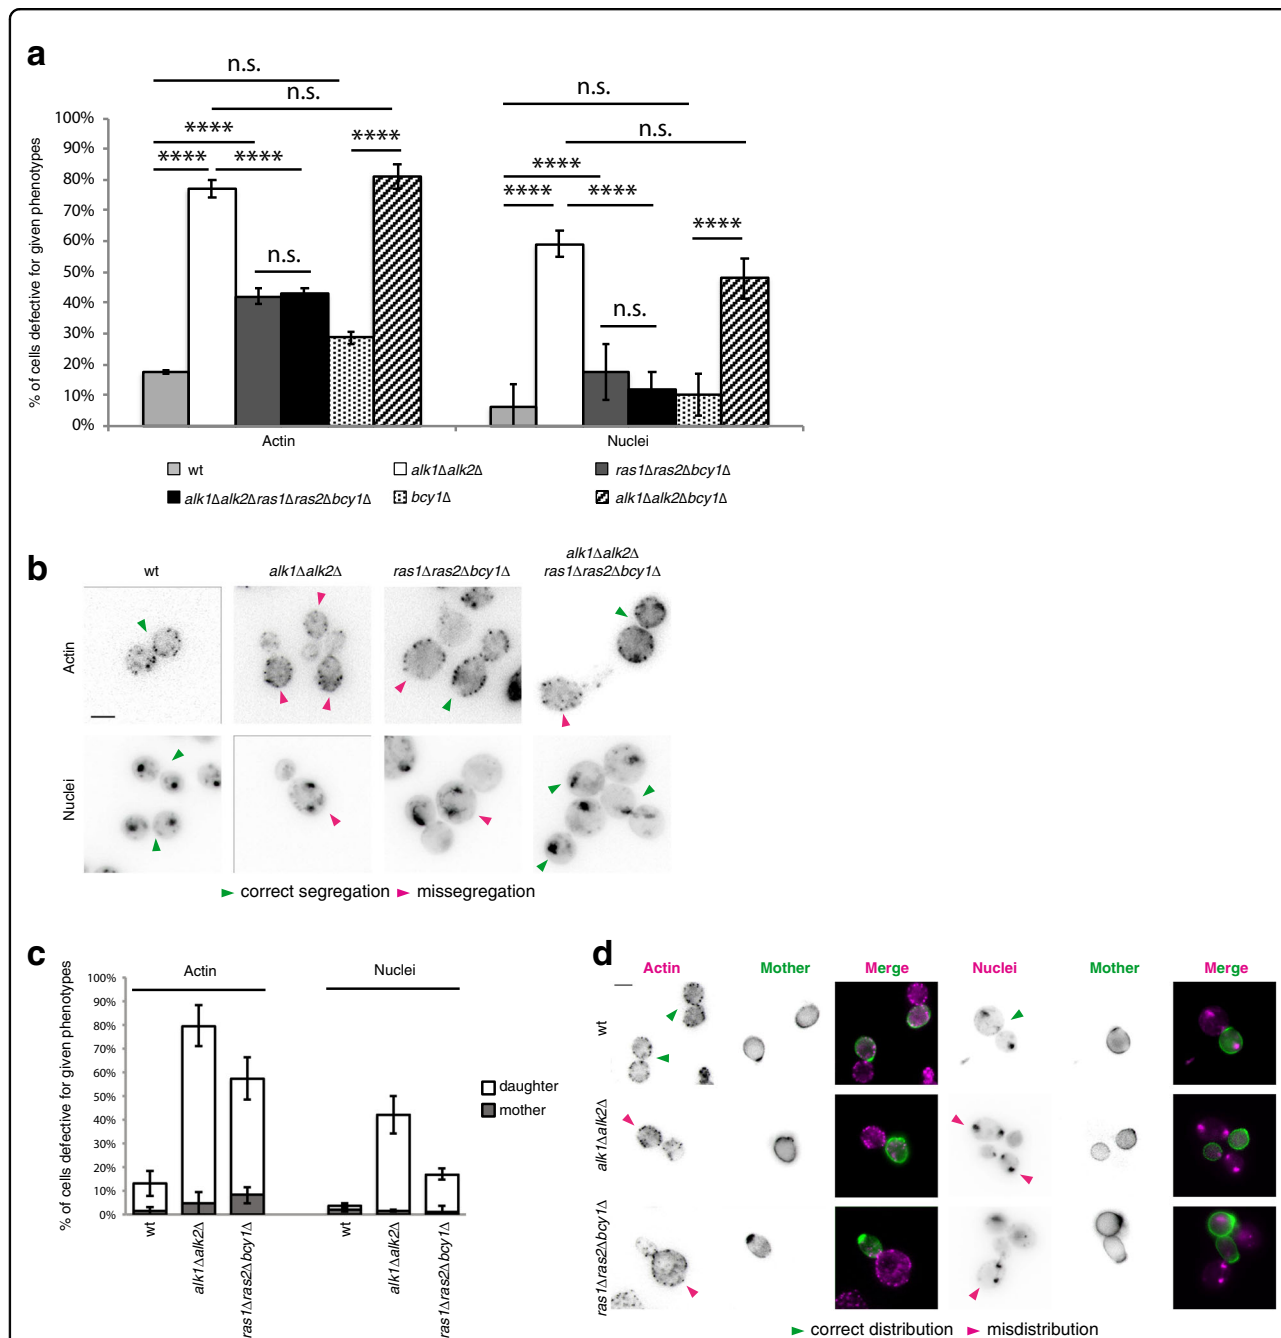 a
n.s.
n.s.
n.s.
n.s.
**** **** **** **** n.s.
**** **** **** **** n.s.
100%
90%
80%
70%
60%
50%
40%
30%
20%
10%
0%
% of cells defective for given phenotypes
Actin Nuclei
wt alk1Δalk2Δ ras1Δras2Δbcy1Δ
alk1Δalk2Δras1Δras2Δbcy1Δ bcy1Δ alk1Δalk2Δbcy1Δ
b
wt alk1Δalk2Δ ras1Δras2Δbcy1Δ alk1Δalk2Δ
ras1Δras2Δbcy1Δ
Actin
Nuclei
correct segregation missegregation
c
Actin Nuclei
100%
90%
80%
70%
60%
50%
40%
30%
20%
10%
0%
% of cells defective for given phenotypes
wt alk1Δalk2Δ ras1Δras2Δbcy1Δ wt alk1Δalk2Δ ras1Δras2Δbcy1Δ
daughter
mother
d
Actin Mother Merge Nuclei Mother Merge
wt
alk1Δalk2Δ
ras1Δras2Δbcy1Δ
correct distribution misdistribution